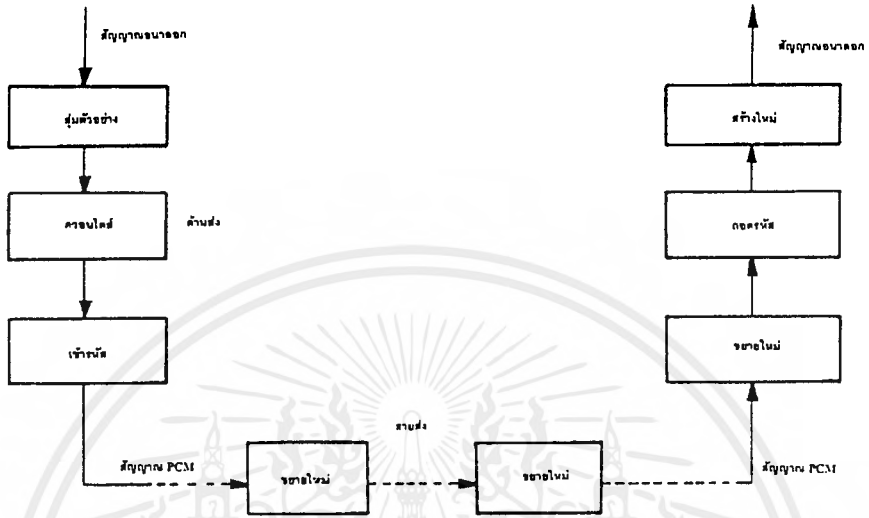 สัญญาณอนาลอก
สุ่มตัวอย่าง
ควอนไตส์
ด้านส่ง
เข้ารหัส
สัญญาณ PCM
ขยายใหม่
สายส่ง
ขยายใหม่
สัญญาณ PCM
ขยายใหม่
ถอดรหัส
สร้างใหม่
สัญญาณอนาลอก